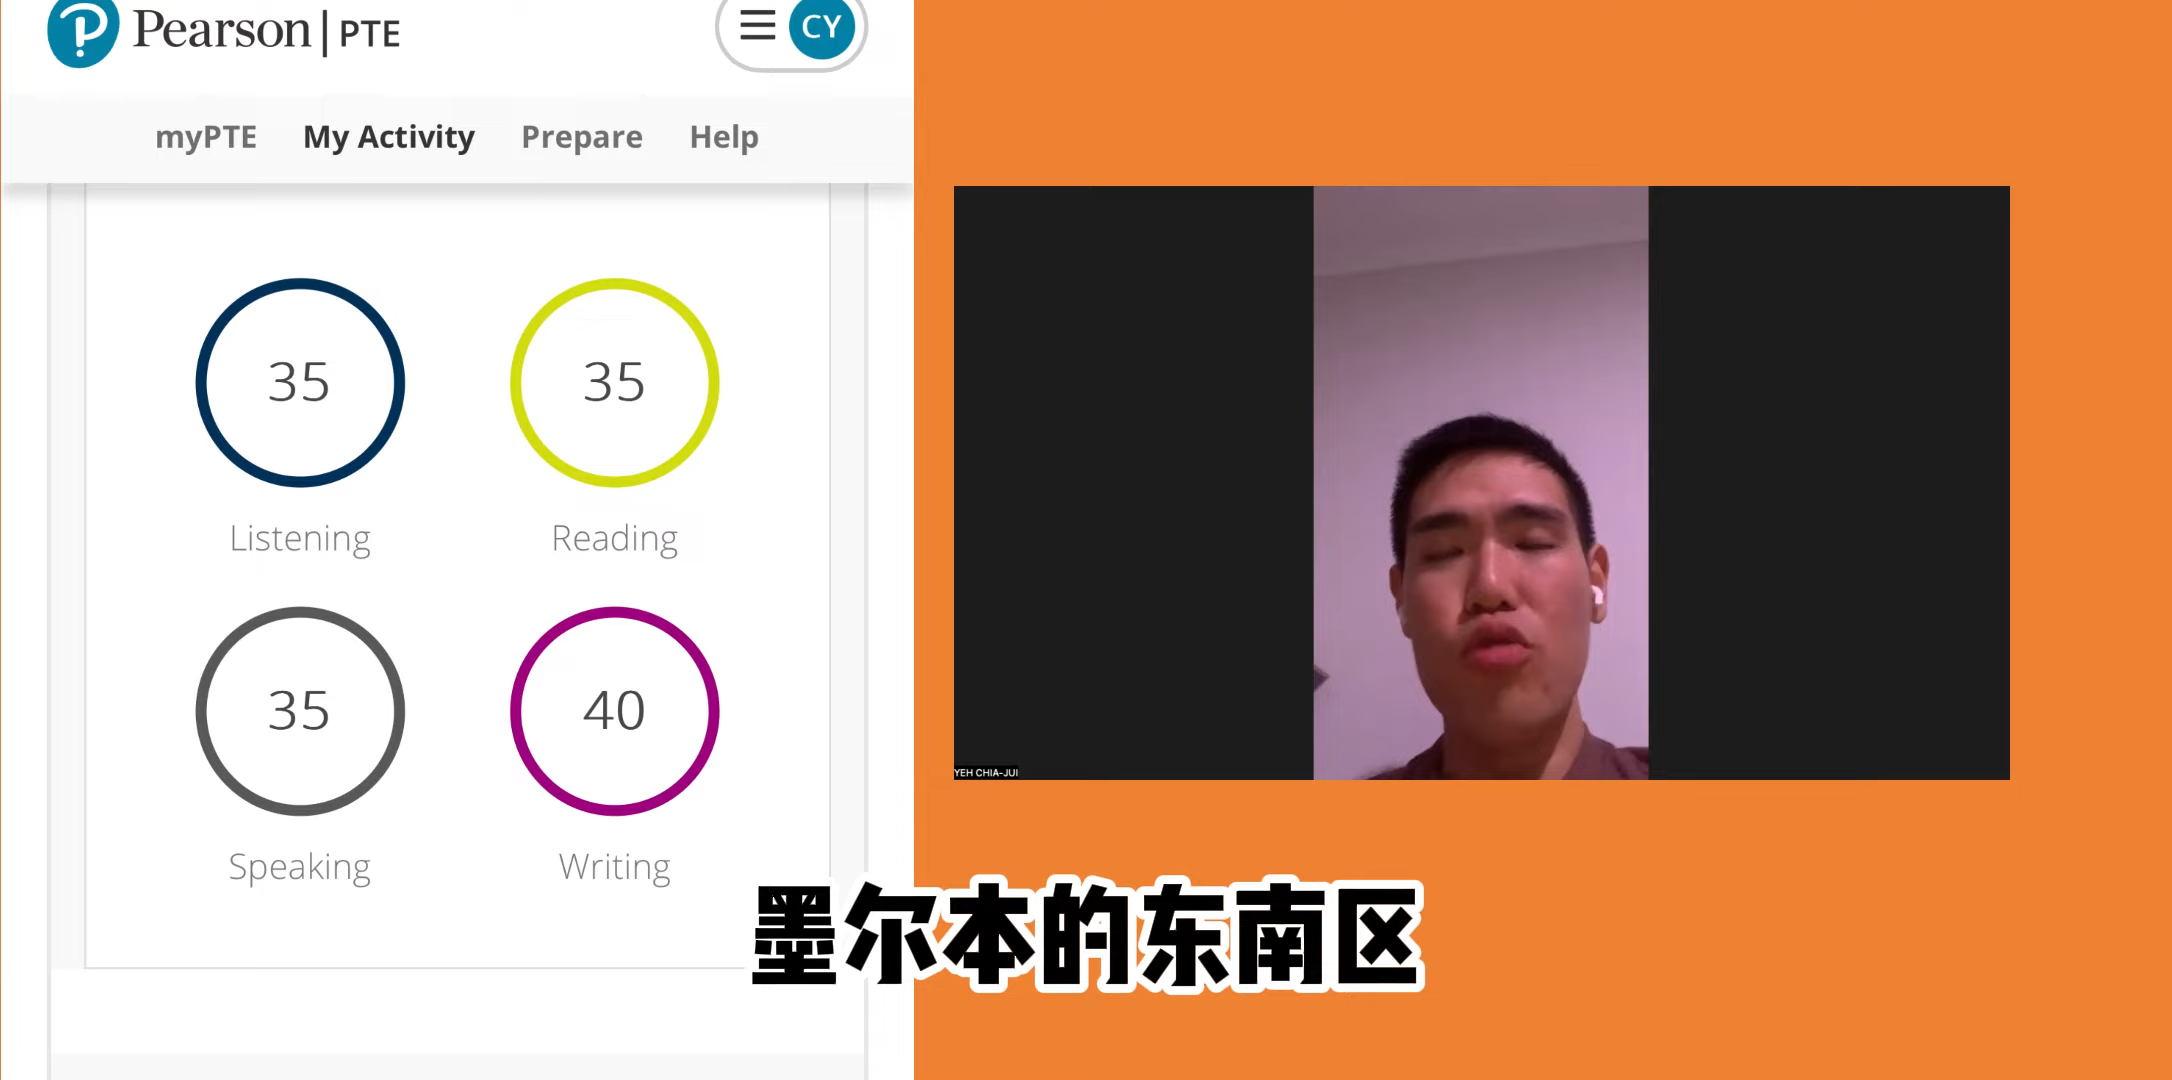 Pearson | PTE
CY
myPTE My Activity Prepare Help
35 35
Listening Reading
35 40
Speaking Writing
YEH CHIA-JUI
墨尔本的东南区